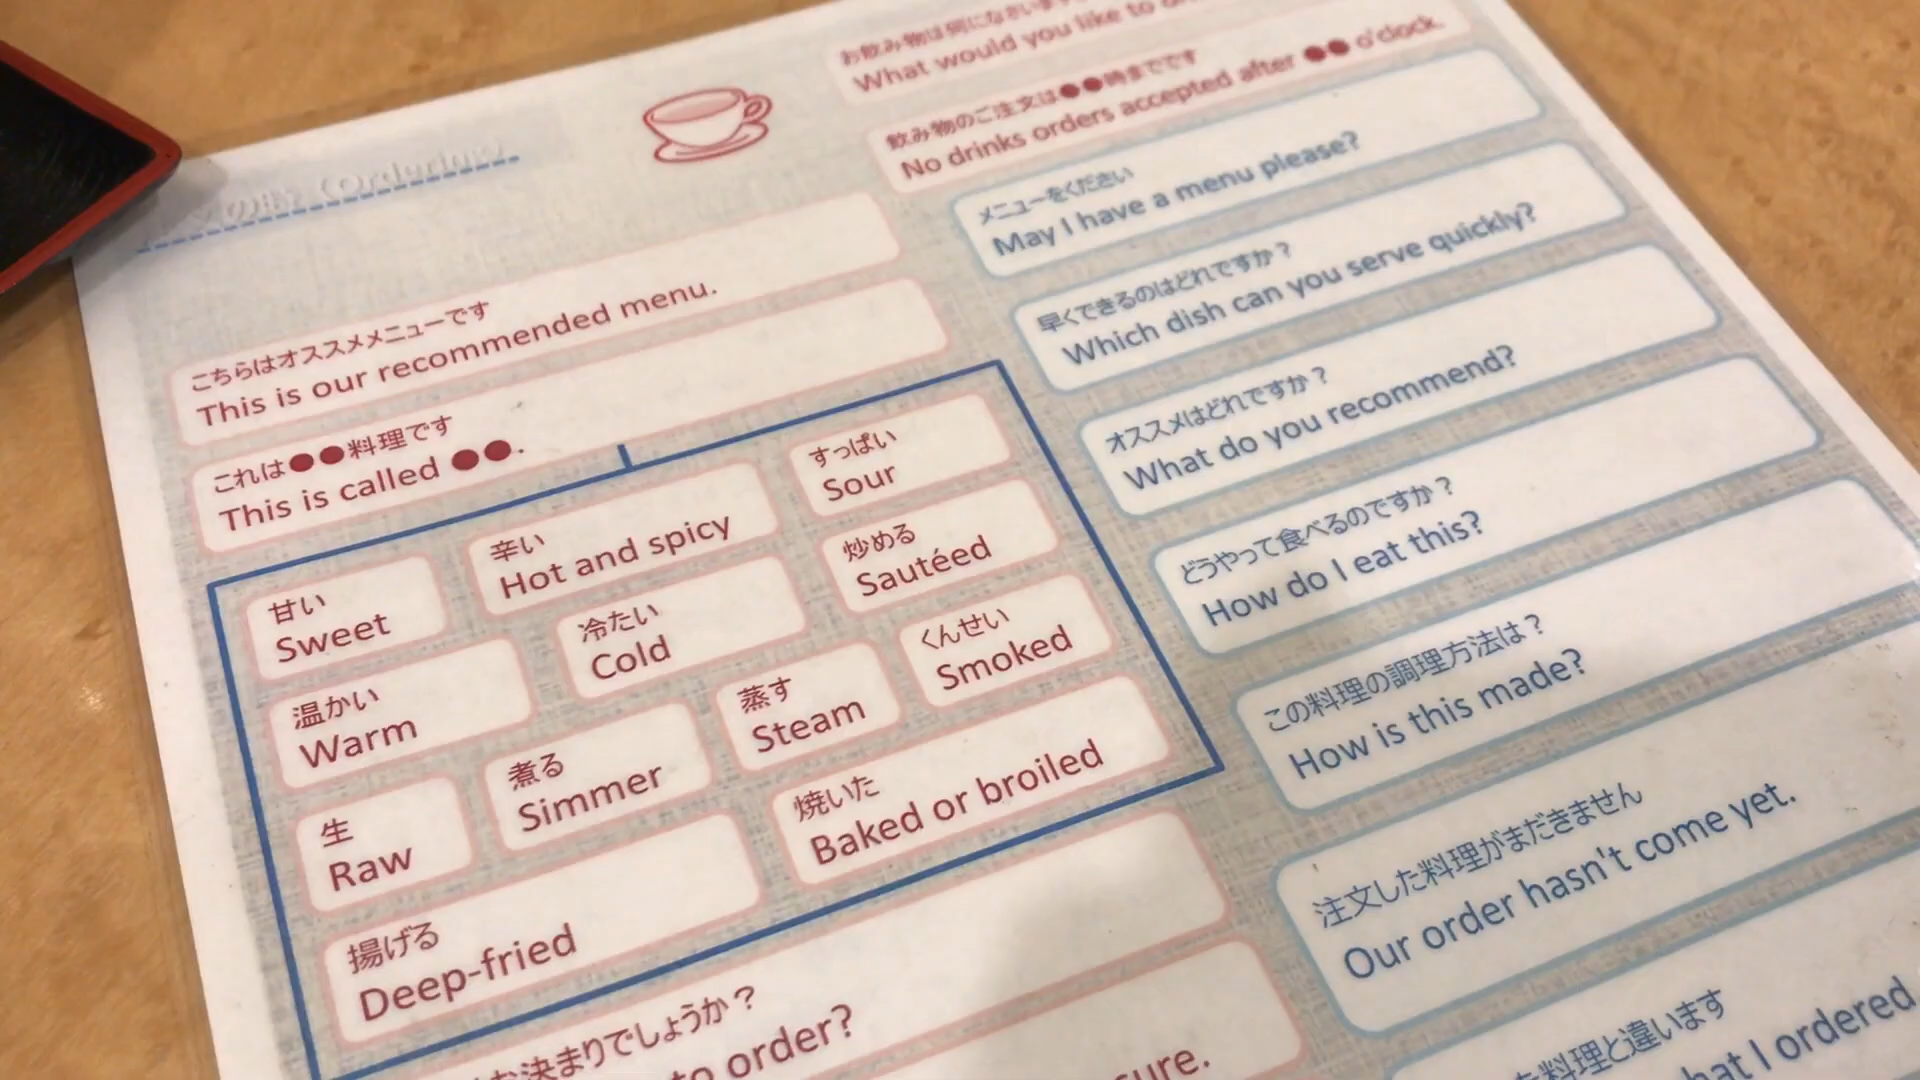 の時 (Ordering)
お飲み物は何になさいます
What would you like to
飲み物のご注文は●●時までです
No drinks orders accepted after ●● o'clock.
こちらはオススメメニューです
This is our recommended menu.
これは●●料理です
This is called ●●.
甘い
Sweet
辛い
Hot and spicy
すっぱい
Sour
温かい
Warm
冷たい
Cold
炒める
Sautéed
生
Raw
煮る
Simmer
蒸す
Steam
くんせい
Smoked
揚げる
Deep-fried
焼いた
Baked or broiled
お決まりでしょうか？
to order?
sure.
メニューをください
May I have a menu please?
早くできるのはどれですか？
Which dish can you serve quickly?
オススメはどれですか？
What do you recommend?
どうやって食べるのですか？
How do I eat this?
この料理の調理方法は？
How is this made?
注文した料理がまだきません
Our order hasn't come yet.
た料理と違います
hat I ordered